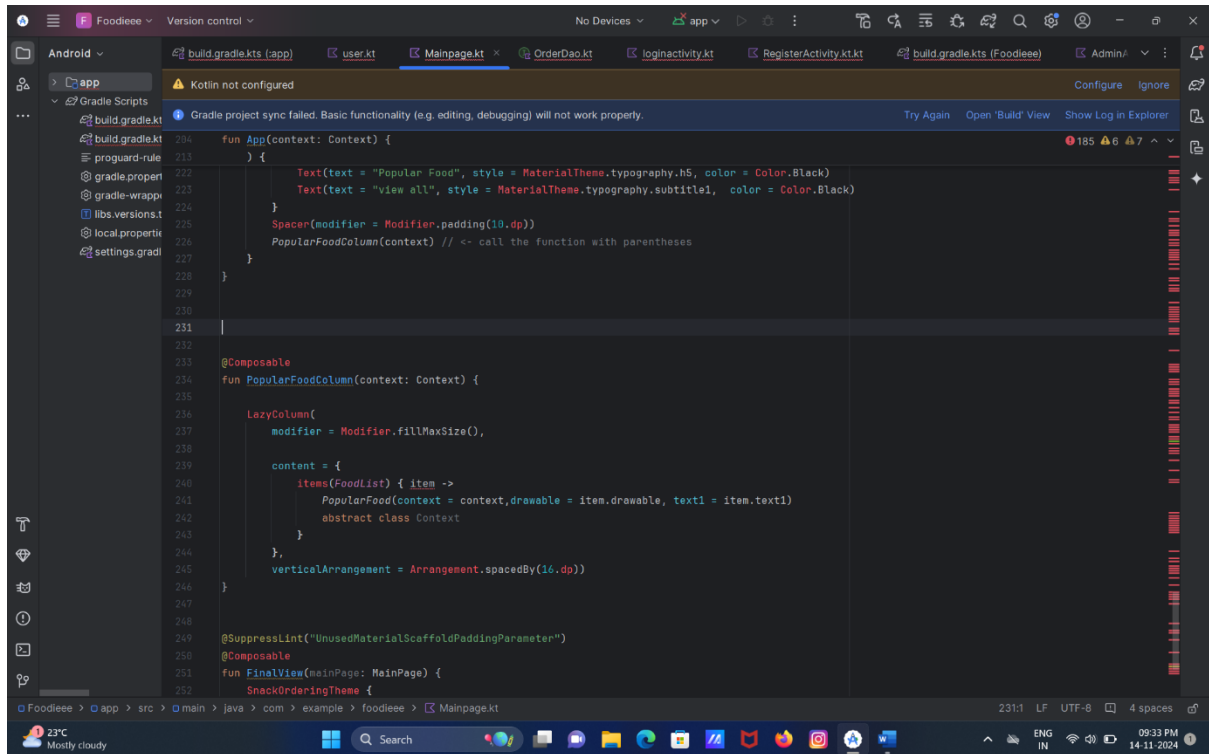 Foodieee
Version control
No Devices
app
Android
build.gradle.kts (:app)
user.kt
Mainpage.kt
OrderDao.kt
loginactivity.kt
RegisterActivity.kt.kt
build.gradle.kts (Foodieee)
AdminA
app
Gradle Scripts
build.gradle.kt
build.gradle.kt
proguard-rule
gradle.propert
gradle-wrappe
libs.versions.t
local.propertie
settings.gradl
Kotlin not configured
Configure Ignore
Gradle project sync failed. Basic functionality (e.g. editing, debugging) will not work properly.
Try Again Open 'Build' View Show Log in Explorer
185 6 7
204 fun App(context: Context) {
213 ) {
222 Text(text = "Popular Food", style = MaterialTheme.typography.h5, color = Color.Black)
223 Text(text = "view all", style = MaterialTheme.typography.subtitle1, color = Color.Black)
224 }
225 Spacer(modifier = Modifier.padding(10.dp))
226 PopularFoodColumn(context) // <- call the function with parentheses
227 }
228 }
229
230
231
232
233 @Composable
234 fun PopularFoodColumn(context: Context) {
235
236 LazyColumn(
237 modifier = Modifier.fillMaxSize(),
238
239 content = {
240 items(FoodList) { item ->
241 PopularFood(context = context,drawable = item.drawable, text1 = item.text1)
242 abstract class Context
243 }
244 },
245 verticalArrangement = Arrangement.spacedBy(16.dp))
246 }
247
248
249 @SuppressLint("UnusedMaterialScaffoldPaddingParameter")
250 @Composable
251 fun FinalView(mainPage: MainPage) {
252 SnackOrderingTheme {
Foodieee > app > src > main > java > com > example > foodieee > Mainpage.kt
231:1 LF UTF-8 4 spaces
23°C
Mostly cloudy
Search
ENG
IN
09:33 PM
14-11-2024